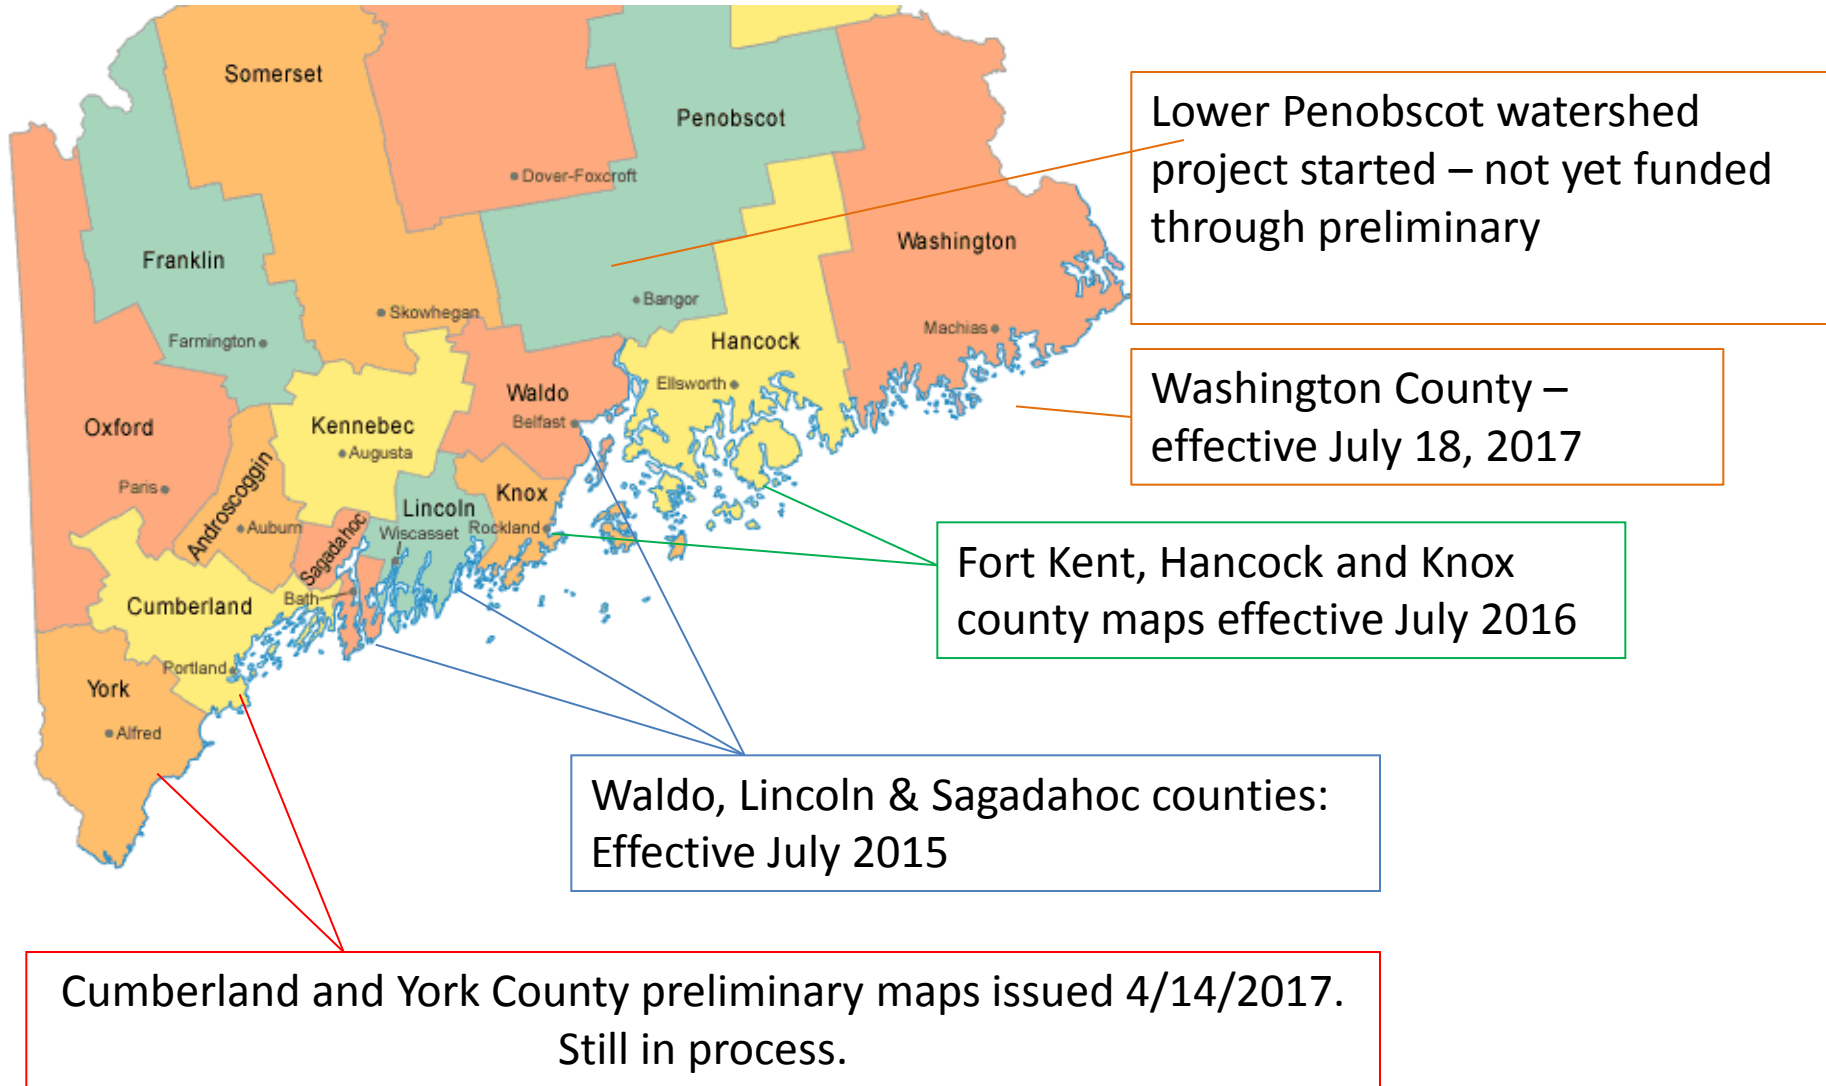 Somerset
Penobscot
Dover-Foxcroft
Washington
Franklin
Bangor
Skowhegan
Machias
Farmington
Hancock
Ellsworth
Waldo
Belfast
Oxford
Kennebec
Augusta
Paris
Androscoggin
Auburn
Knox
Lincoln
Wiscasset
Rockland
Sagadahoc
Bath
Cumberland
Portland
York
Alfred
Lower Penobscot watershed
project started – not yet funded
through preliminary
Washington County –
effective July 18, 2017
Fort Kent, Hancock and Knox
county maps effective July 2016
Waldo, Lincoln & Sagadahoc counties:
Effective July 2015
Cumberland and York County preliminary maps issued 4/14/2017.
Still in process.